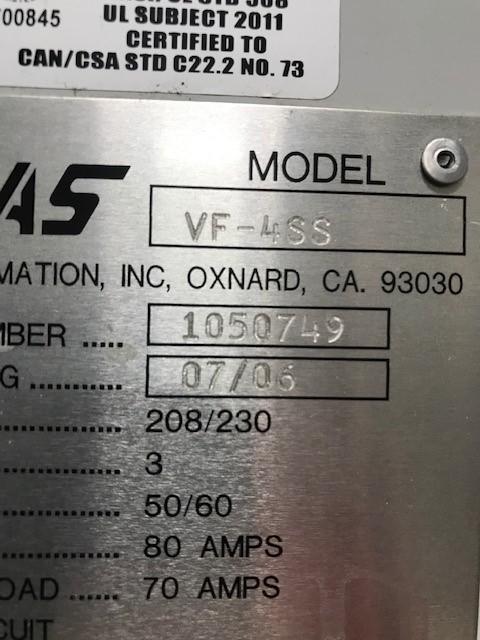 UL SUBJECT 2011
00845
CERTIFIED TO
CAN/CSA STD C22.2 NO. 73
MODEL
AS
VF-4SS
MATION, INC, OXNARD, CA. 93030
MBER ..... 1050749
G ........... 07/06
............... 208/230
............... 3
............... 50/60
............... 80 AMPS
OAD ...... 70 AMPS
CUIT